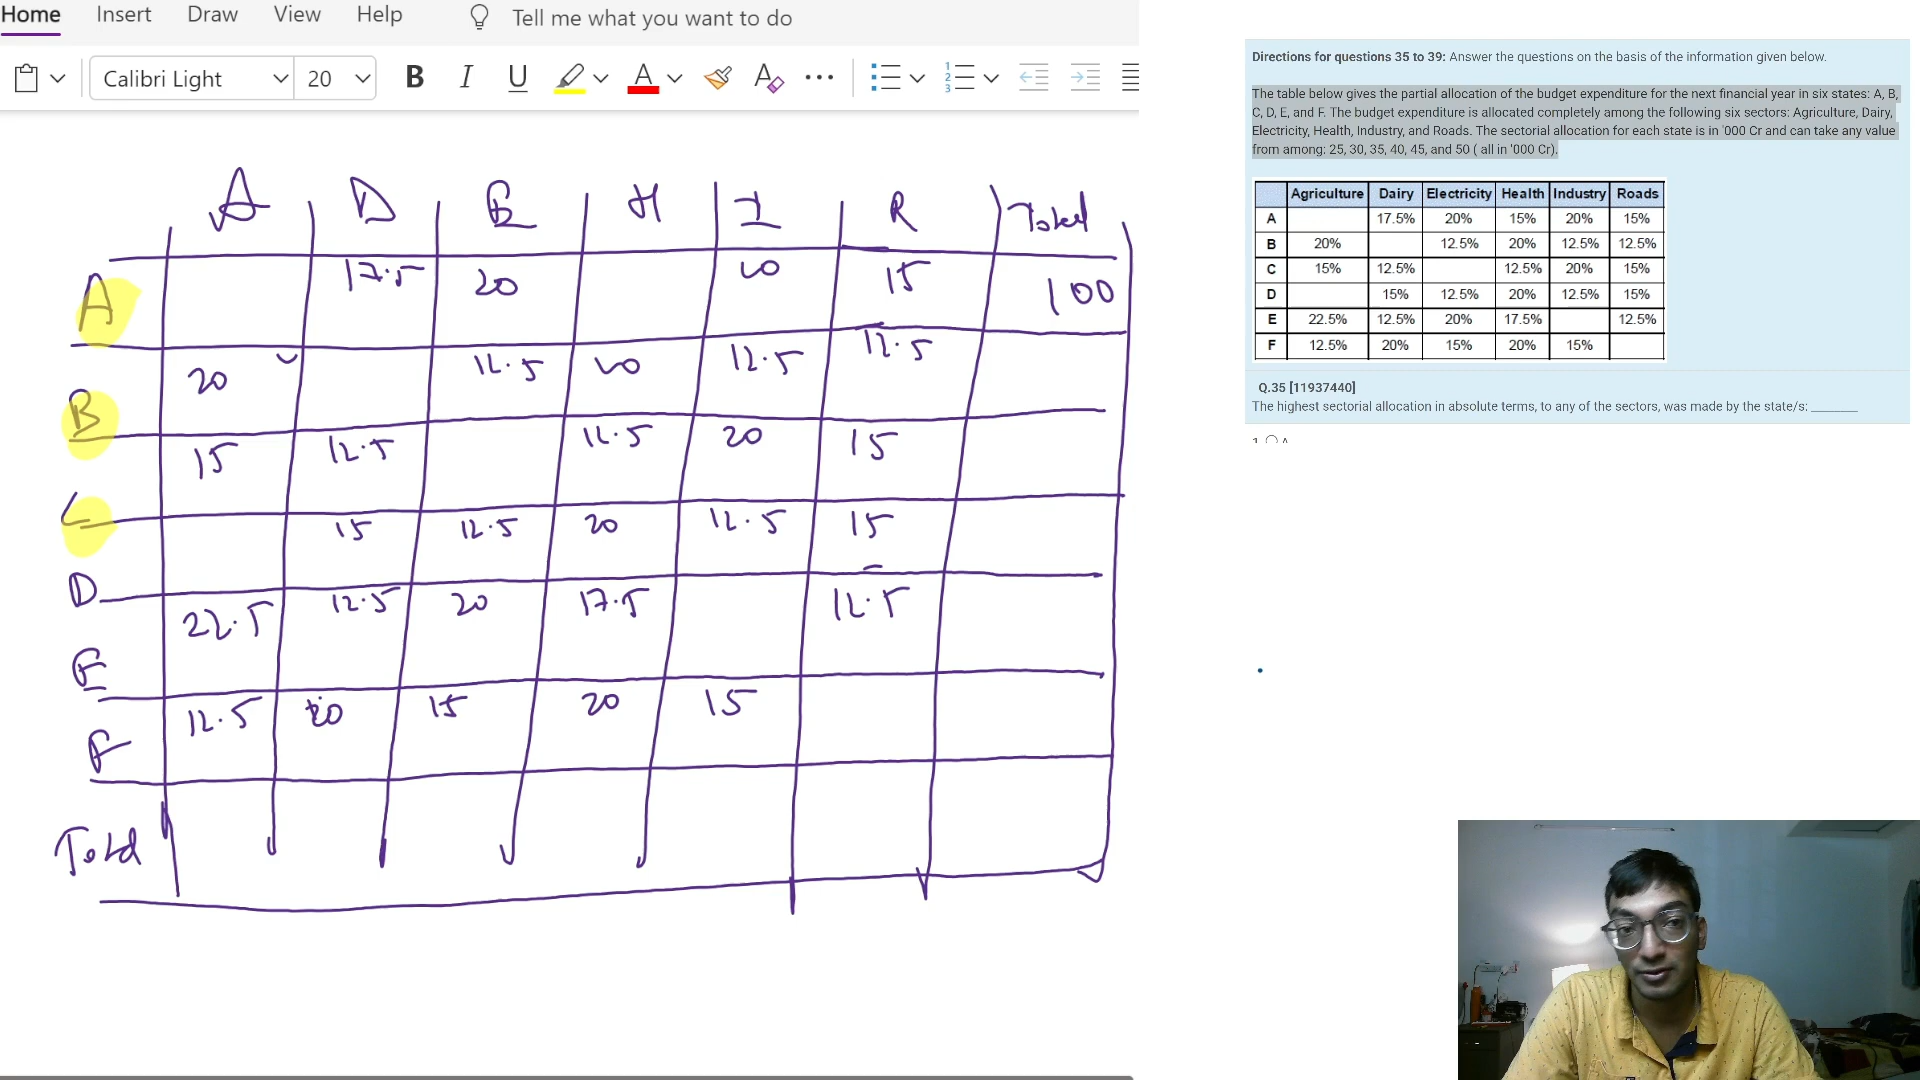 Home Insert Draw View Help Tell me what you want to do
Calibri Light 20 B I U A A
A D E H I R Total
A 17.5 20 20 15 100
B 20 12.5 20 12.5 12.5
C 15 12.5 12.5 20 15
D 15 12.5 20 12.5 15
E 22.5 12.5 20 17.5 12.5
F 12.5 20 15 20 15
Total
Directions for questions 35 to 39: Answer the questions on the basis of the information given below.
The table below gives the partial allocation of the budget expenditure for the next financial year in six states: A, B,
C, D, E, and F. The budget expenditure is allocated completely among the following six sectors: Agriculture, Dairy,
Electricity, Health, Industry, and Roads. The sectorial allocation for each state is in '000 Cr and can take any value
from among: 25, 30, 35, 40, 45, and 50 ( all in '000 Cr).
Agriculture Dairy Electricity Health Industry Roads
A 17.5% 20% 15% 20% 15%
B 20% 12.5% 20% 12.5% 12.5%
C 15% 12.5% 12.5% 20% 15%
D 15% 12.5% 20% 12.5% 15%
E 22.5% 12.5% 20% 17.5% 12.5%
F 12.5% 20% 15% 20% 15%
Q.35 [11937440]
The highest sectorial allocation in absolute terms, to any of the sectors, was made by the state/s: ________